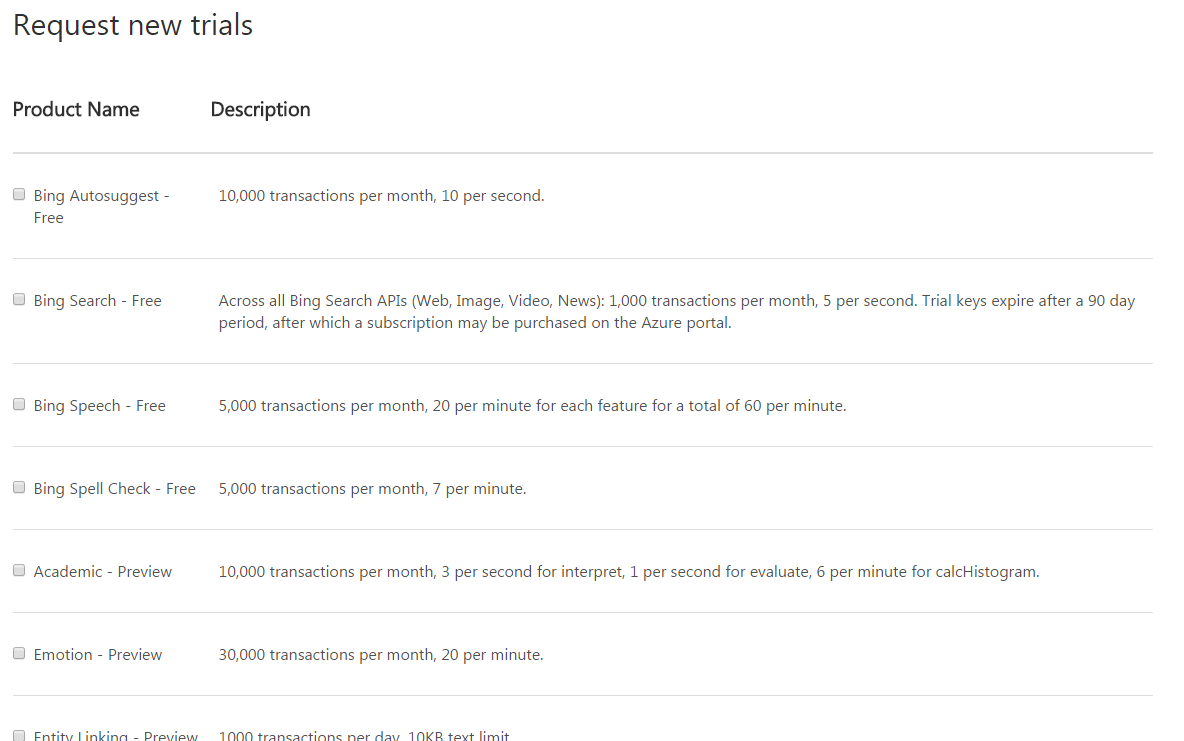 Request new trials
Product Name Description
Bing Autosuggest - 10,000 transactions per month, 10 per second.
Free
Bing Search - Free Across all Bing Search APIs (Web, Image, Video, News): 1,000 transactions per month, 5 per second. Trial keys expire after a 90 day
period, after which a subscription may be purchased on the Azure portal.
Bing Speech - Free 5,000 transactions per month, 20 per minute for each feature for a total of 60 per minute.
Bing Spell Check - Free 5,000 transactions per month, 7 per minute.
Academic - Preview 10,000 transactions per month, 3 per second for interpret, 1 per second for evaluate, 6 per minute for calcHistogram.
Emotion - Preview 30,000 transactions per month, 20 per minute.
Entity Linking - Preview 1000 transactions per day, 10KB text limit